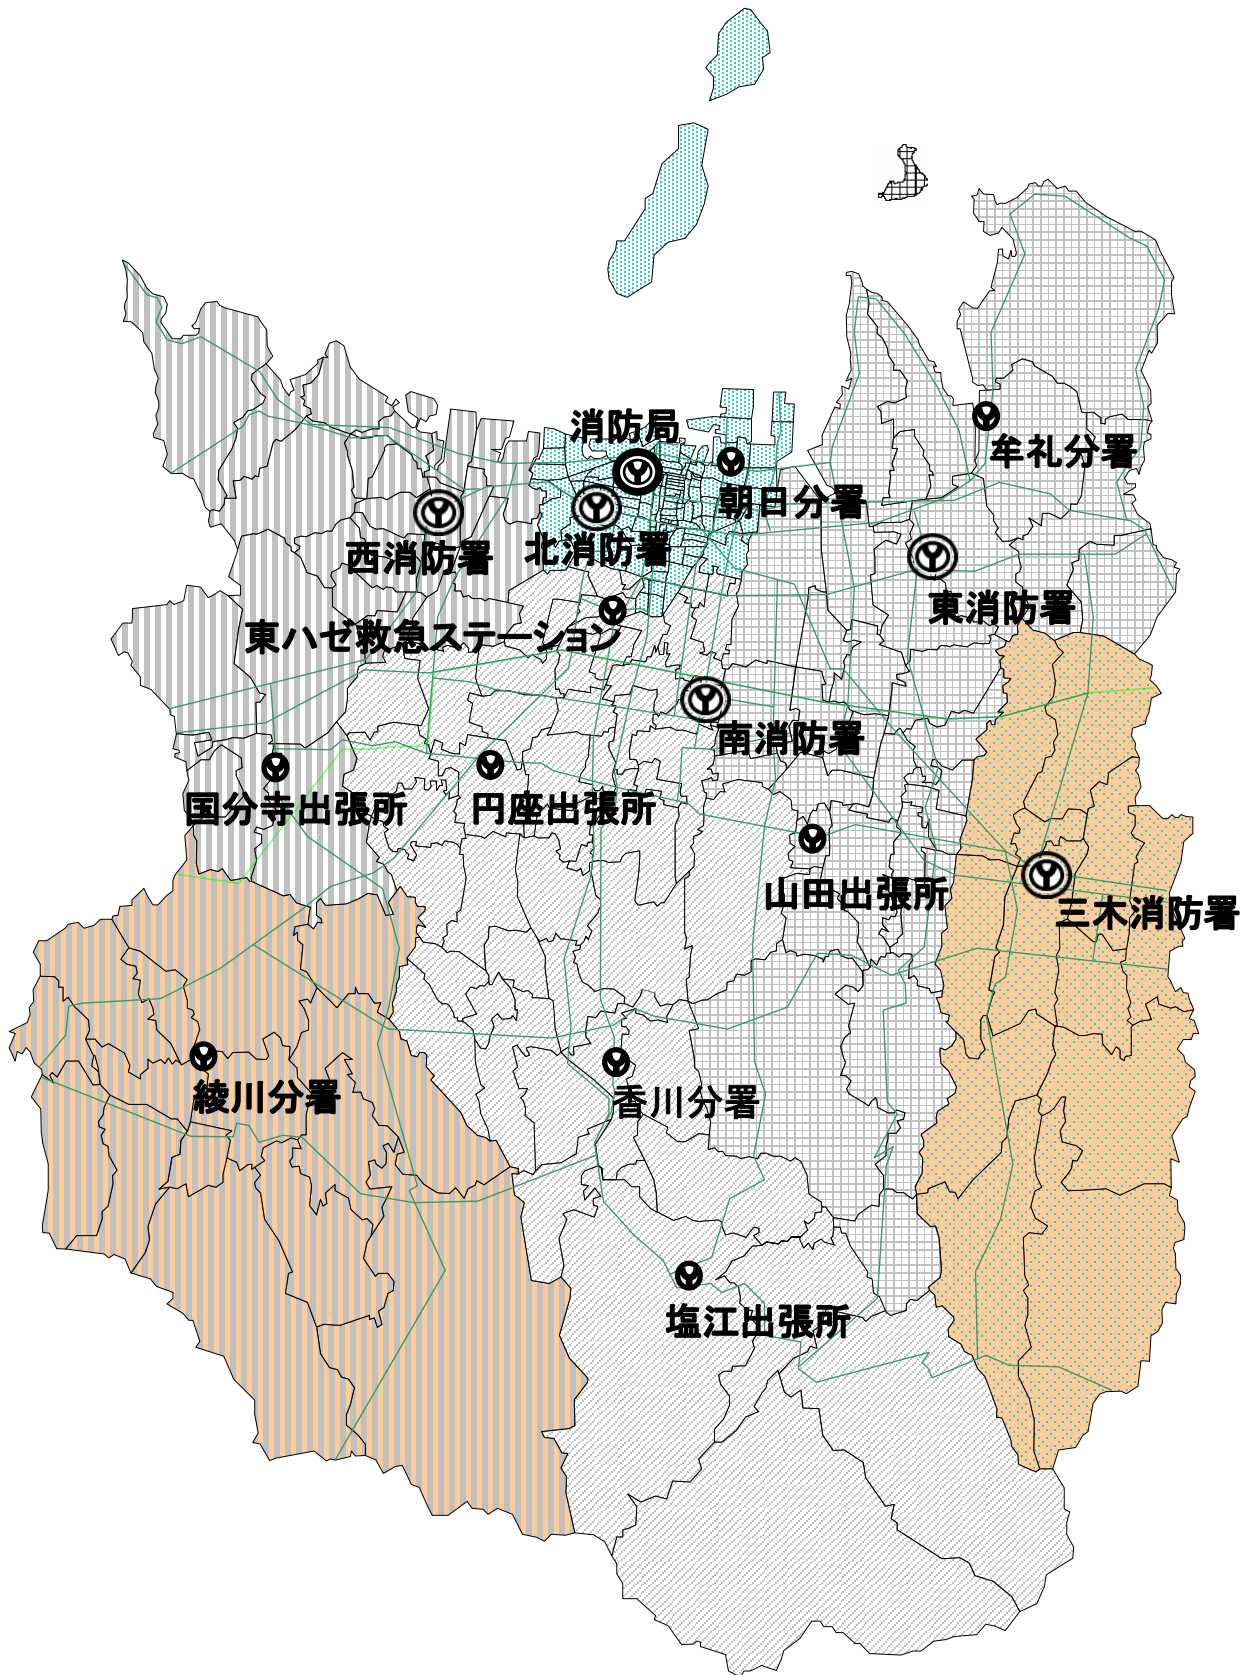 消防局
牟礼分署
朝日分署
西消防署
北消防署
東消防署
東ハゼ救急ステーション
南消防署
国分寺出張所
円座出張所
山田出張所
三木消防署
綾川分署
香川分署
塩江出張所